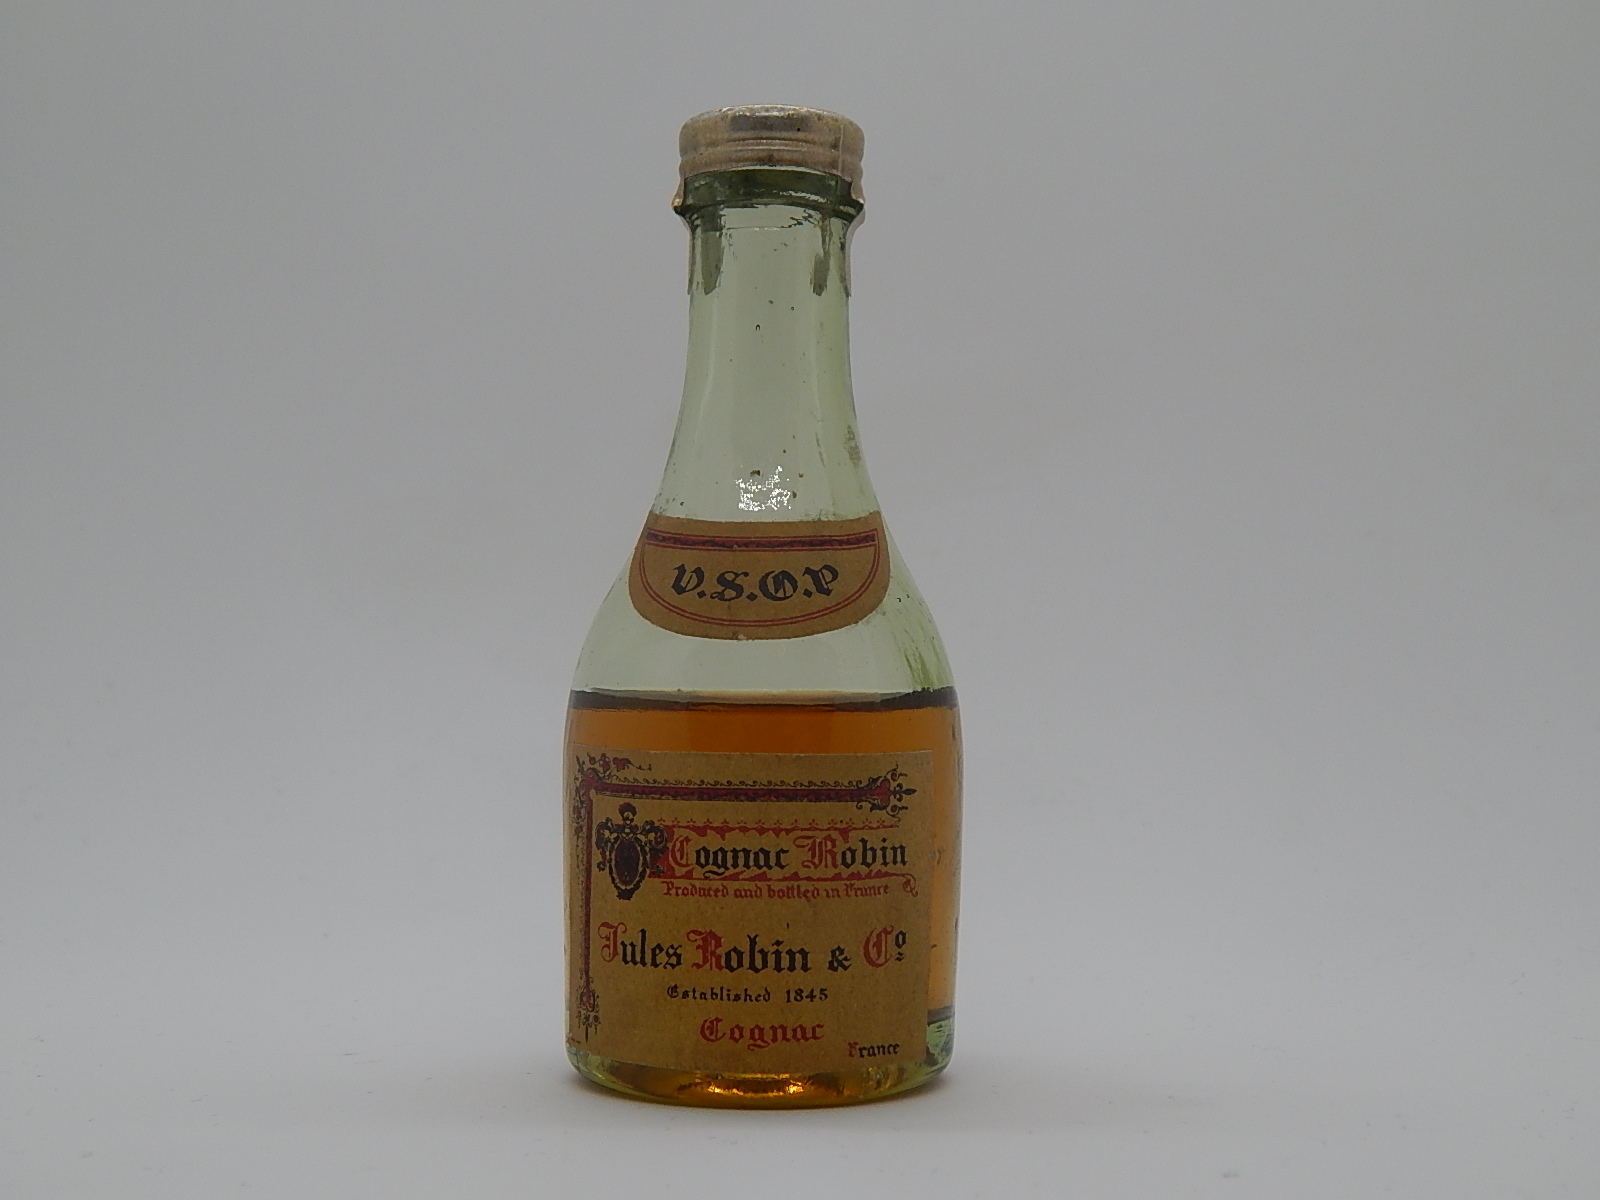 V.S.O.P
Cognac Robin
Produced and bottled in France
Jules Robin & Cº
Established 1845
Cognac
France